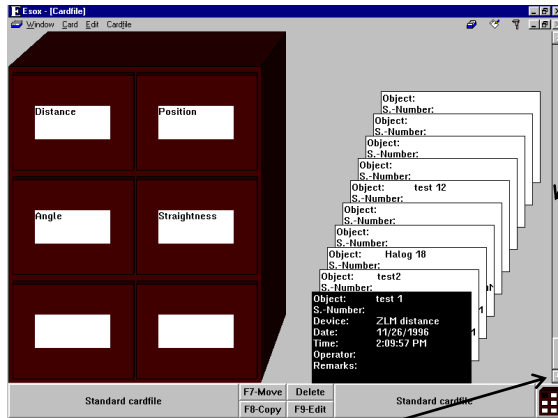 Esox - [Cardfile]
Window Card Edit Cardfile
Distance
Position
Angle
Straightness
Object:
S.-Number:
Object:
S.-Number:
Object:
S.-Number:
Object:
S.-Number:
Object: test 12
S.-Number:
Object:
S.-Number:
Object:
S.-Number:
Object: Halog 18
S.-Number:
Object: test2
S.-Number:
Object: test 1
S.-Number:
Device: ZLM distance
Date: 11/26/1996
Time: 2:09:57 PM
Operator:
Remarks:
Standard cardfile
F7-Move Delete
F8-Copy F9-Edit
Standard cardfile